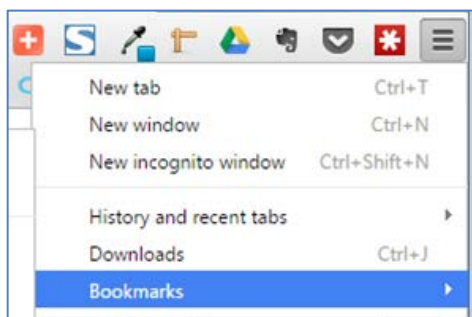 S
New tab Ctrl+T
New window Ctrl+N
New incognito window Ctrl+Shift+N
History and recent tabs
Downloads Ctrl+J
Bookmarks